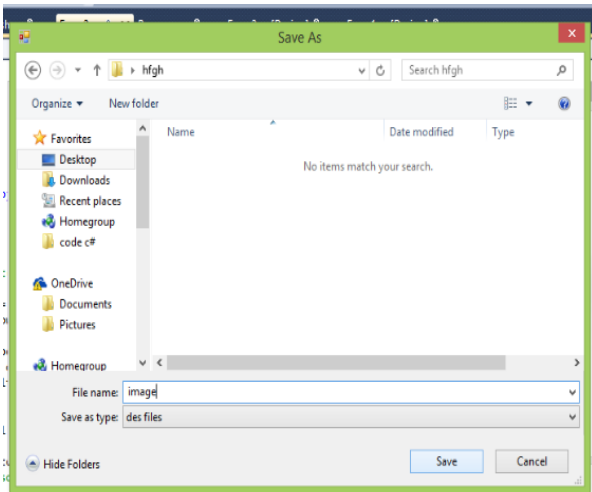 Save As
hfgh
Search hfgh
Organize
New folder
Name
Date modified
Type
No items match your search.
Favorites
Desktop
Downloads
Recent places
Homegroup
code c#
OneDrive
Documents
Pictures
Homegroup
File name: image
Save as type: des files
Hide Folders
Save
Cancel